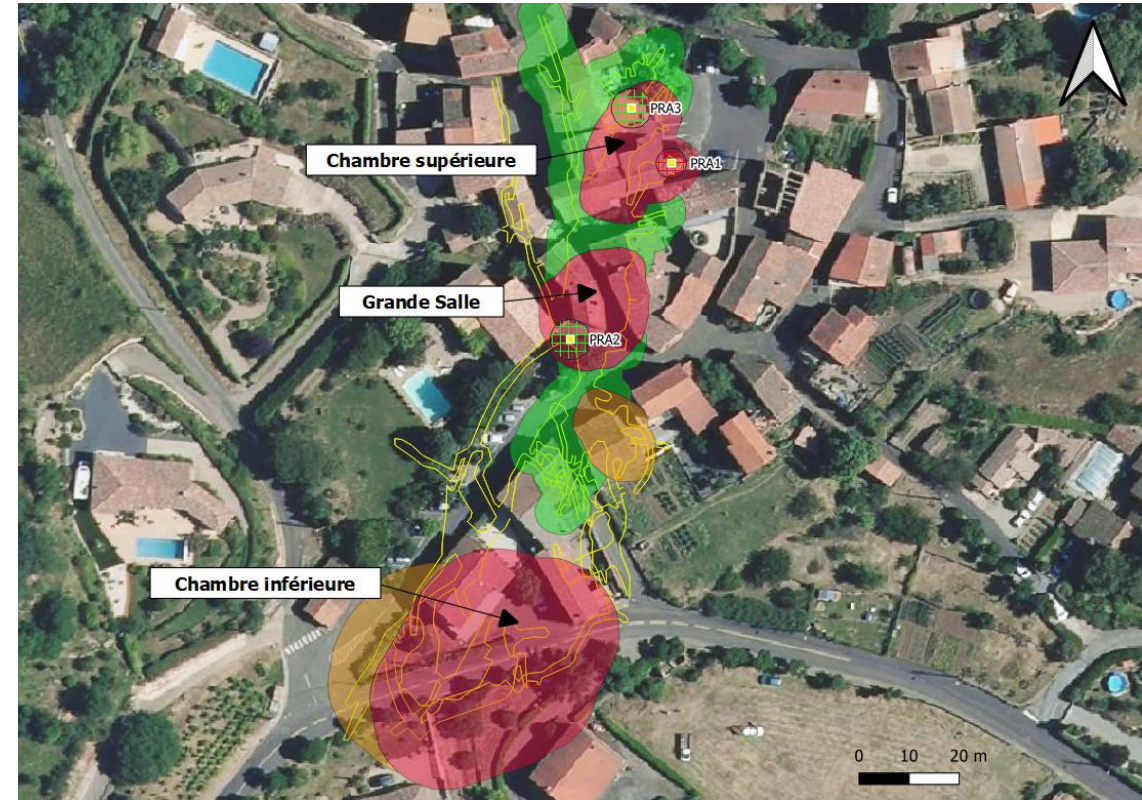 PRA3
Chambre supérieure
PRA1
Grande Salle
PRA2
Chambre inférieure
0 10 20 m